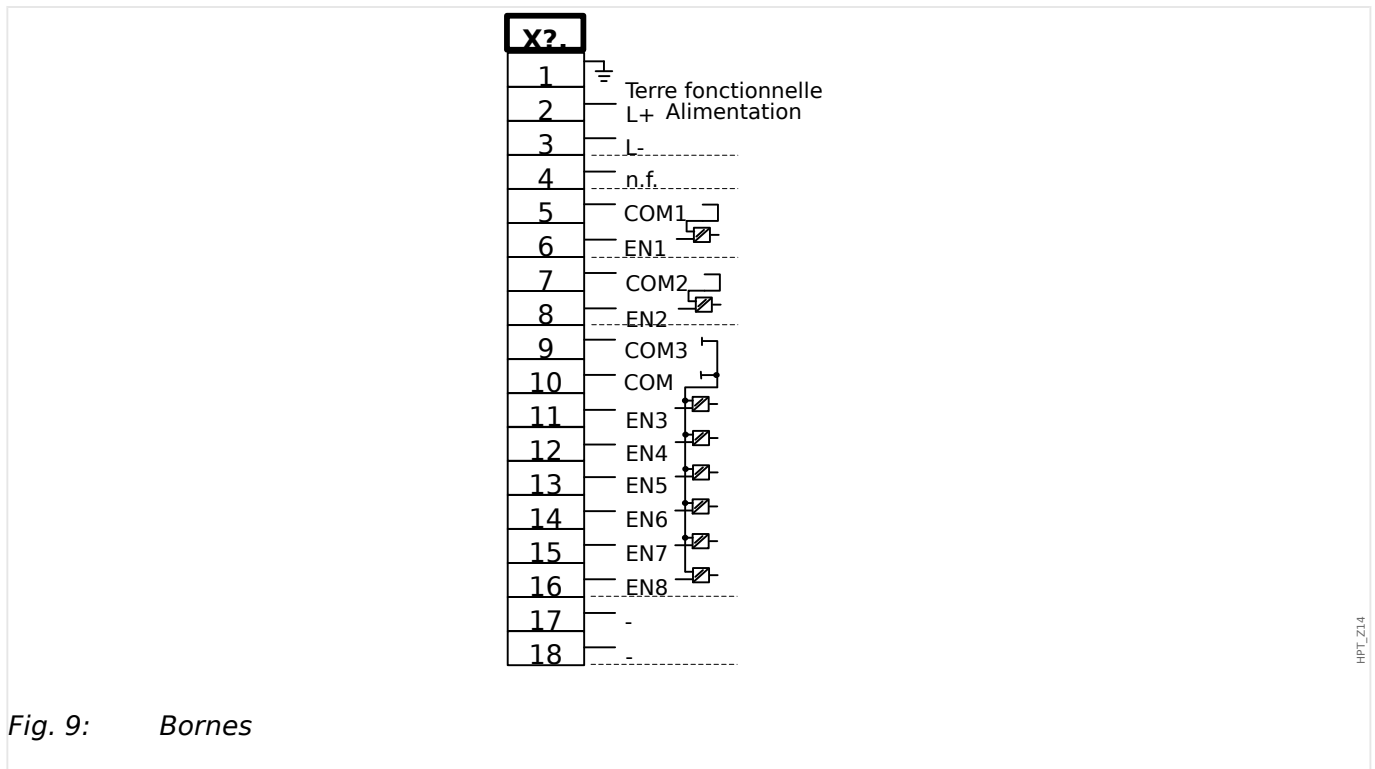 X?.
1 Terre fonctionnelle
2 L+ Alimentation
3 L-
4 n.f.
5 COM1
6 EN1
7 COM2
8 EN2
9 COM3
10 COM
11 EN3
12 EN4
13 EN5
14 EN6
15 EN7
16 EN8
17 -
18 -
HPT_Z14
Fig. 9: Bornes